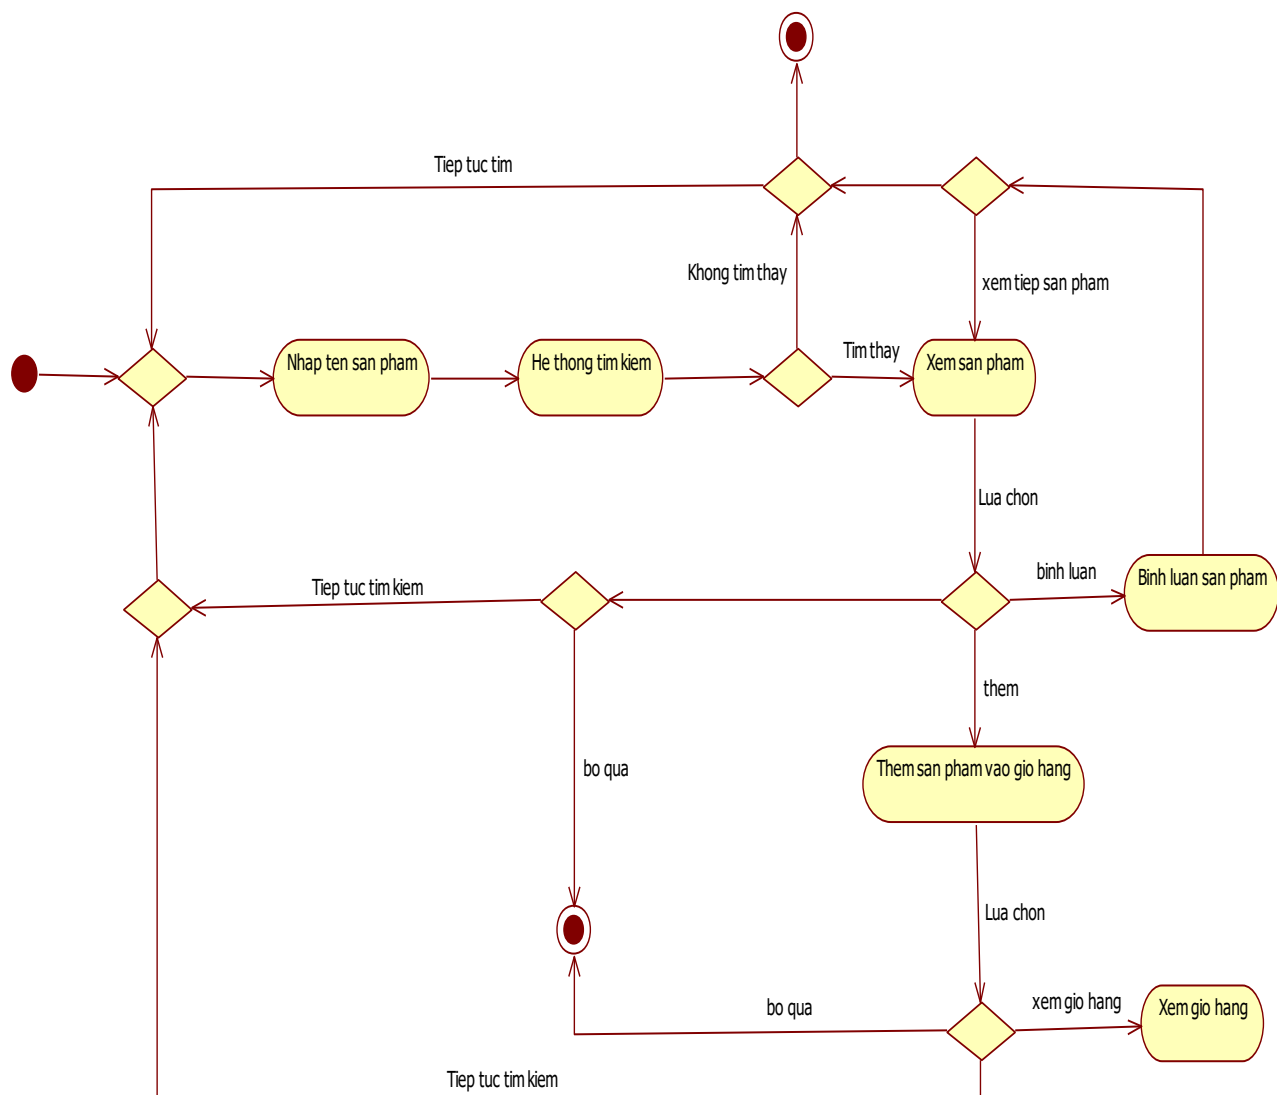 Tiep tuc tim
Khong tim thay
xem tiep san pham
Nhap ten san pham
He thong tim kiem
Tim thay
Xem san pham
Lua chon
Tiep tuc tim kiem
binh luan
Binh luan san pham
them
Them san pham vao gio hang
bo qua
Lua chon
bo qua
xem gio hang
Xem gio hang
Tiep tuc tim kiem